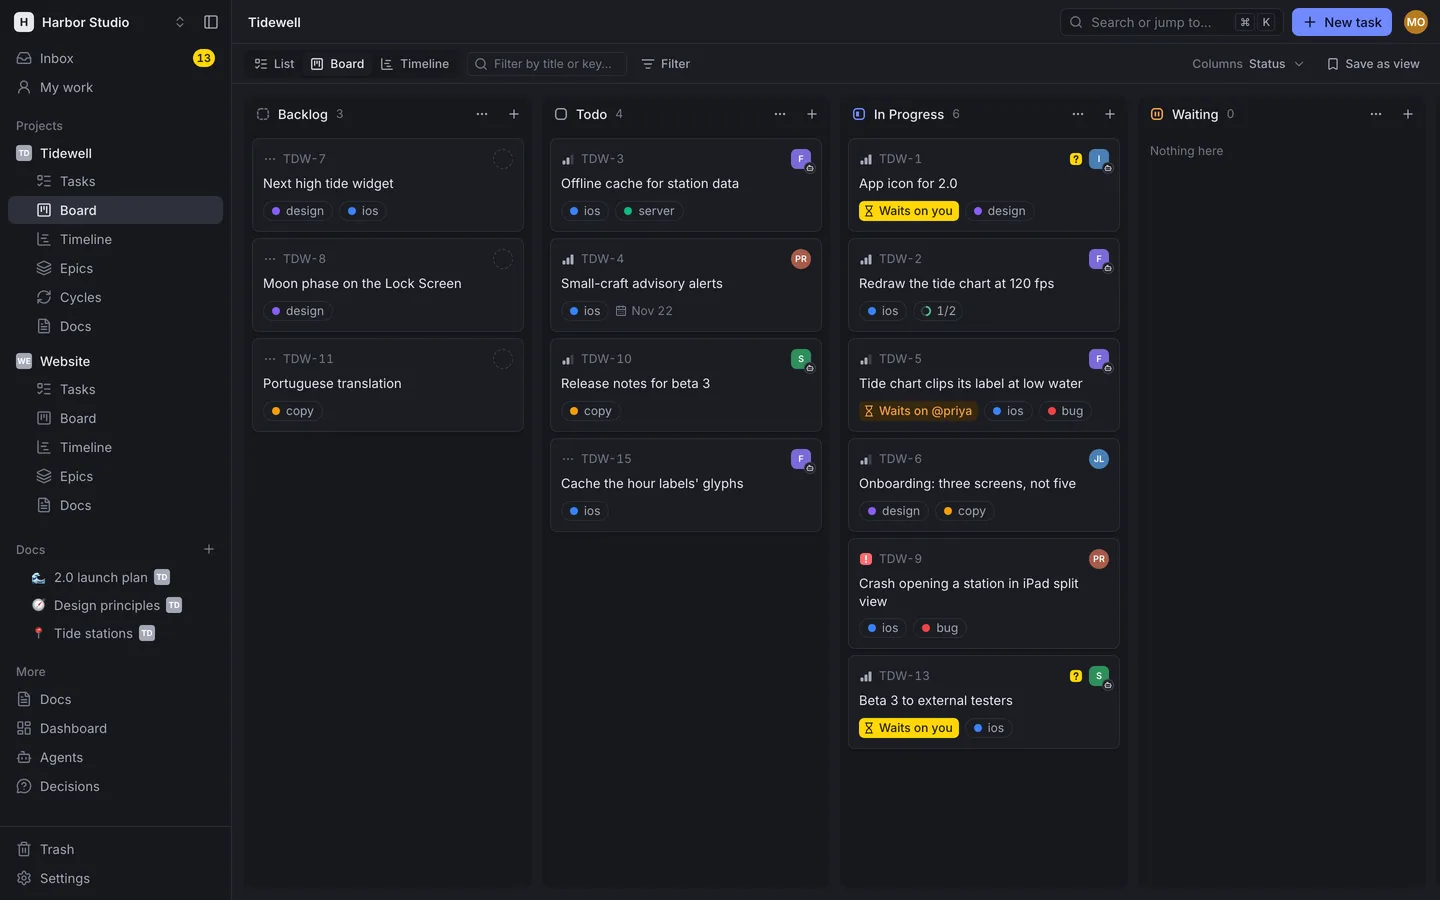 H Harbor Studio
Inbox 13
My work
Projects
TD Tidewell
Tasks
Board
Timeline
Epics
Cycles
Docs
WE Website
Tasks
Board
Timeline
Epics
Docs
Docs
2.0 launch plan TD
Design principles TD
Tide stations TD
More
Docs
Dashboard
Agents
Decisions
Trash
Settings
Tidewell
Search or jump to... ⌘ K
New task
MO
List Board Timeline
Filter by title or key...
Filter
Columns Status
Save as view
Backlog 3
TDW-7
Next high tide widget
design ios
TDW-8
Moon phase on the Lock Screen
design
TDW-11
Portuguese translation
copy
Todo 4
TDW-3 F
Offline cache for station data
ios server
TDW-4 PR
Small-craft advisory alerts
ios Nov 22
TDW-10 S
Release notes for beta 3
copy
TDW-15 F
Cache the hour labels' glyphs
ios
In Progress 6
TDW-1 ? I
App icon for 2.0
Waits on you design
TDW-2 F
Redraw the tide chart at 120 fps
ios 1/2
TDW-5 F
Tide chart clips its label at low water
Waits on @priya ios bug
TDW-6 JL
Onboarding: three screens, not five
design copy
! TDW-9 PR
Crash opening a station in iPad split
view
ios bug
TDW-13 ? S
Beta 3 to external testers
Waits on you ios
Waiting 0
Nothing here